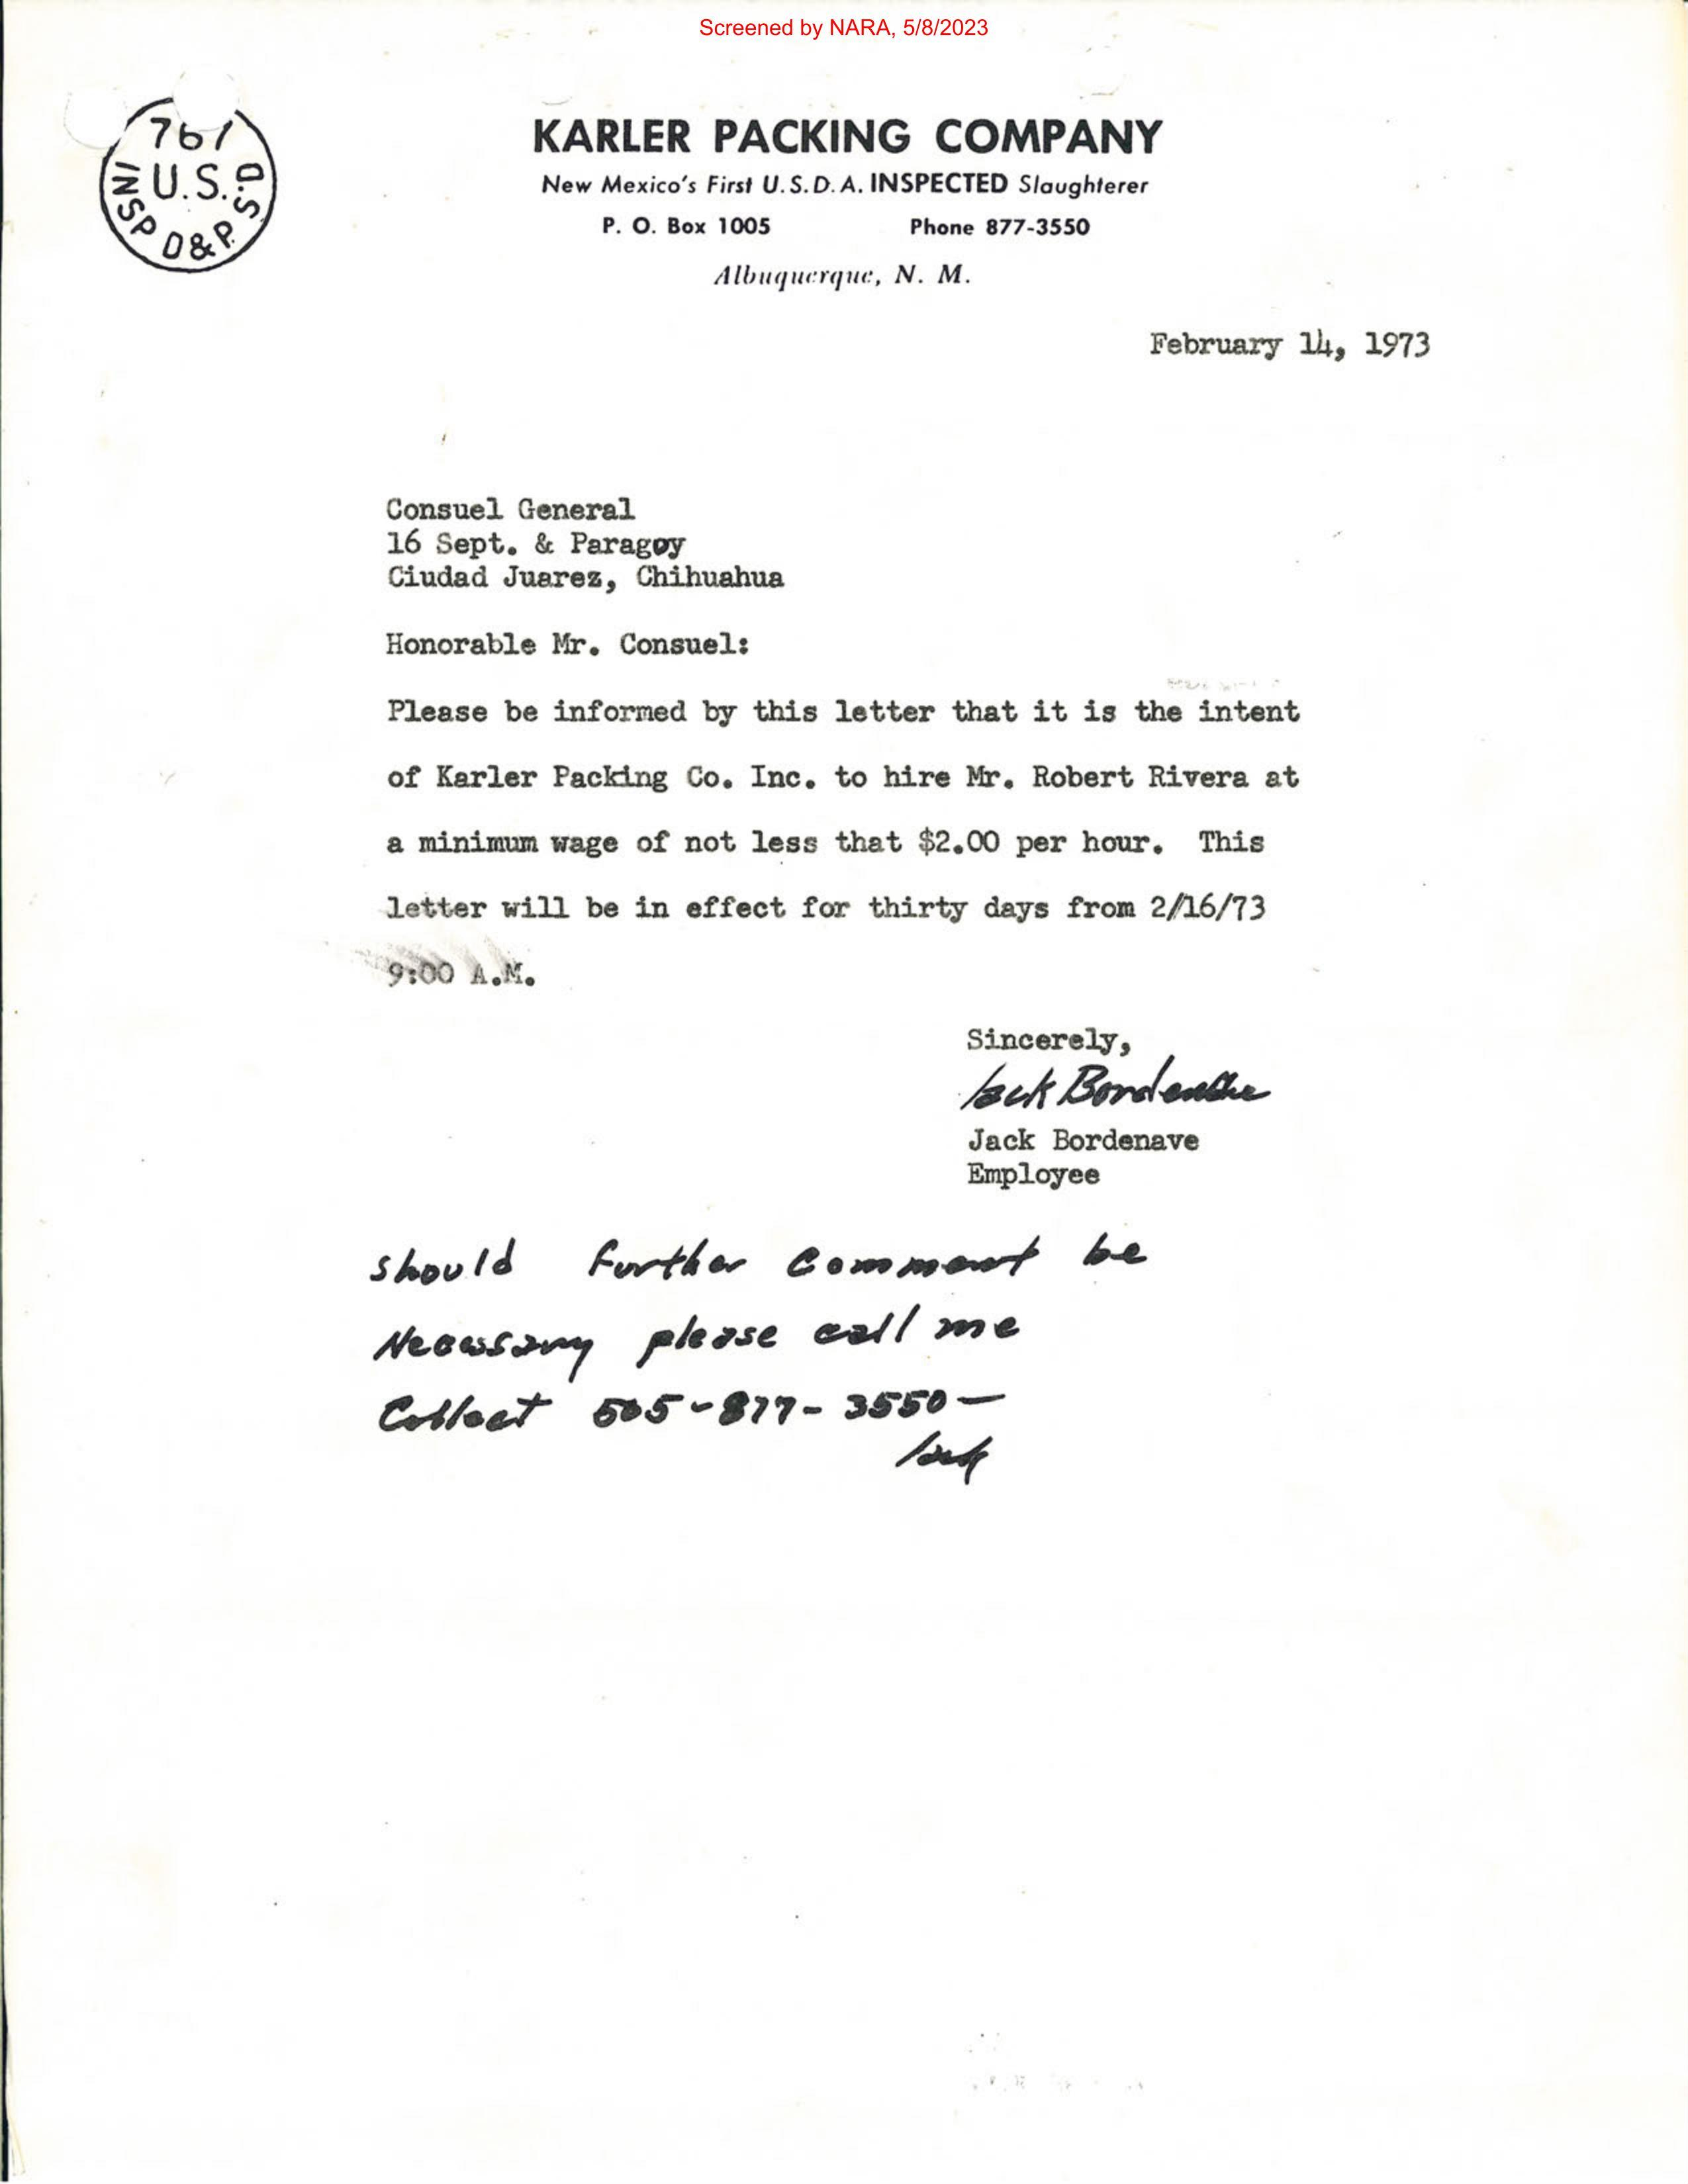 Screened by NARA, 5/8/2023
767
U.S.
INSP D&P.S.D
KARLER PACKING COMPANY
New Mexico's First U.S.D.A. INSPECTED Slaughterer
P. O. Box 1005 Phone 877-3550
Albuquerque, N. M.
February 14, 1973
Consuel General
16 Sept. & Paragoy
Ciudad Juarez, Chihuahua
Honorable Mr. Consuel:
Please be informed by this letter that it is the intent
of Karler Packing Co. Inc. to hire Mr. Robert Rivera at
a minimum wage of not less that $2.00 per hour. This
letter will be in effect for thirty days from 2/16/73
9:00 A.M.
Sincerely,
Jack Bordenave
Jack Bordenave
Employee
Should further comment be
Necessary please call me
Collect 505-877-3550—
Jack